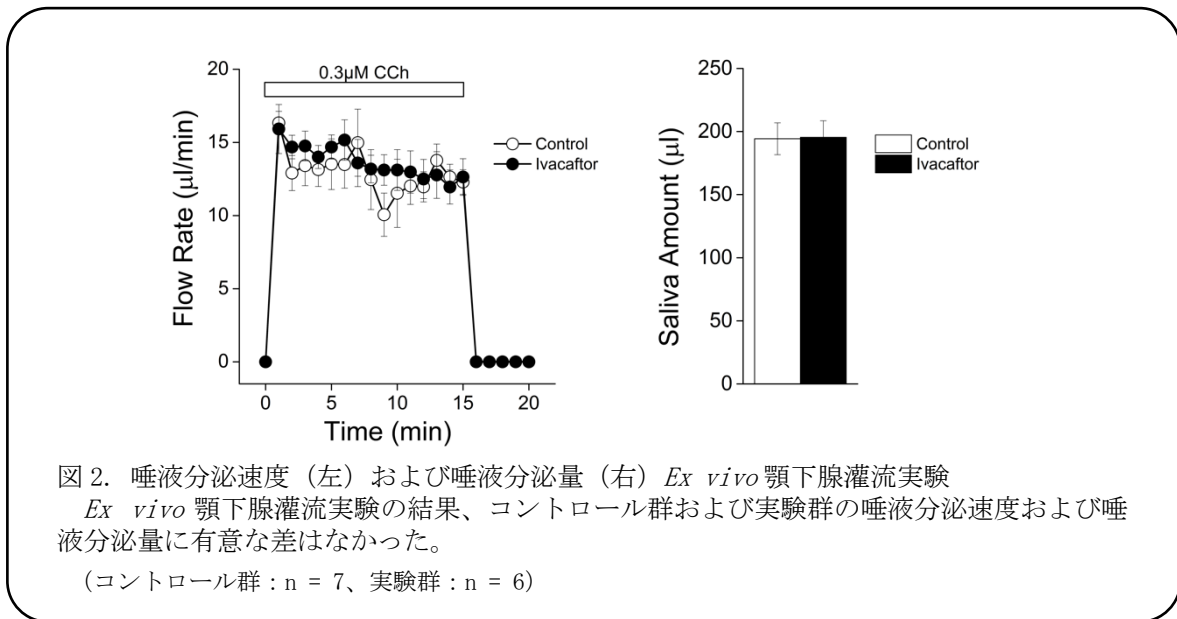 20
15
10
5
0
Flow Rate (μl/min)
0.3μM CCh
Control
Ivacaftor
0 5 10 15 20
Time (min)
250
200
150
100
50
0
Saliva Amount (μl)
Control
Ivacaftor
図 2. 唾液分泌速度（左）および唾液分泌量（右）Ex vivo 顎下腺灌流実験
Ex vivo 顎下腺灌流実験の結果、コントロール群および実験群の唾液分泌速度および唾
液分泌量に有意な差はなかった。
（コントロール群：n = 7、実験群：n = 6）